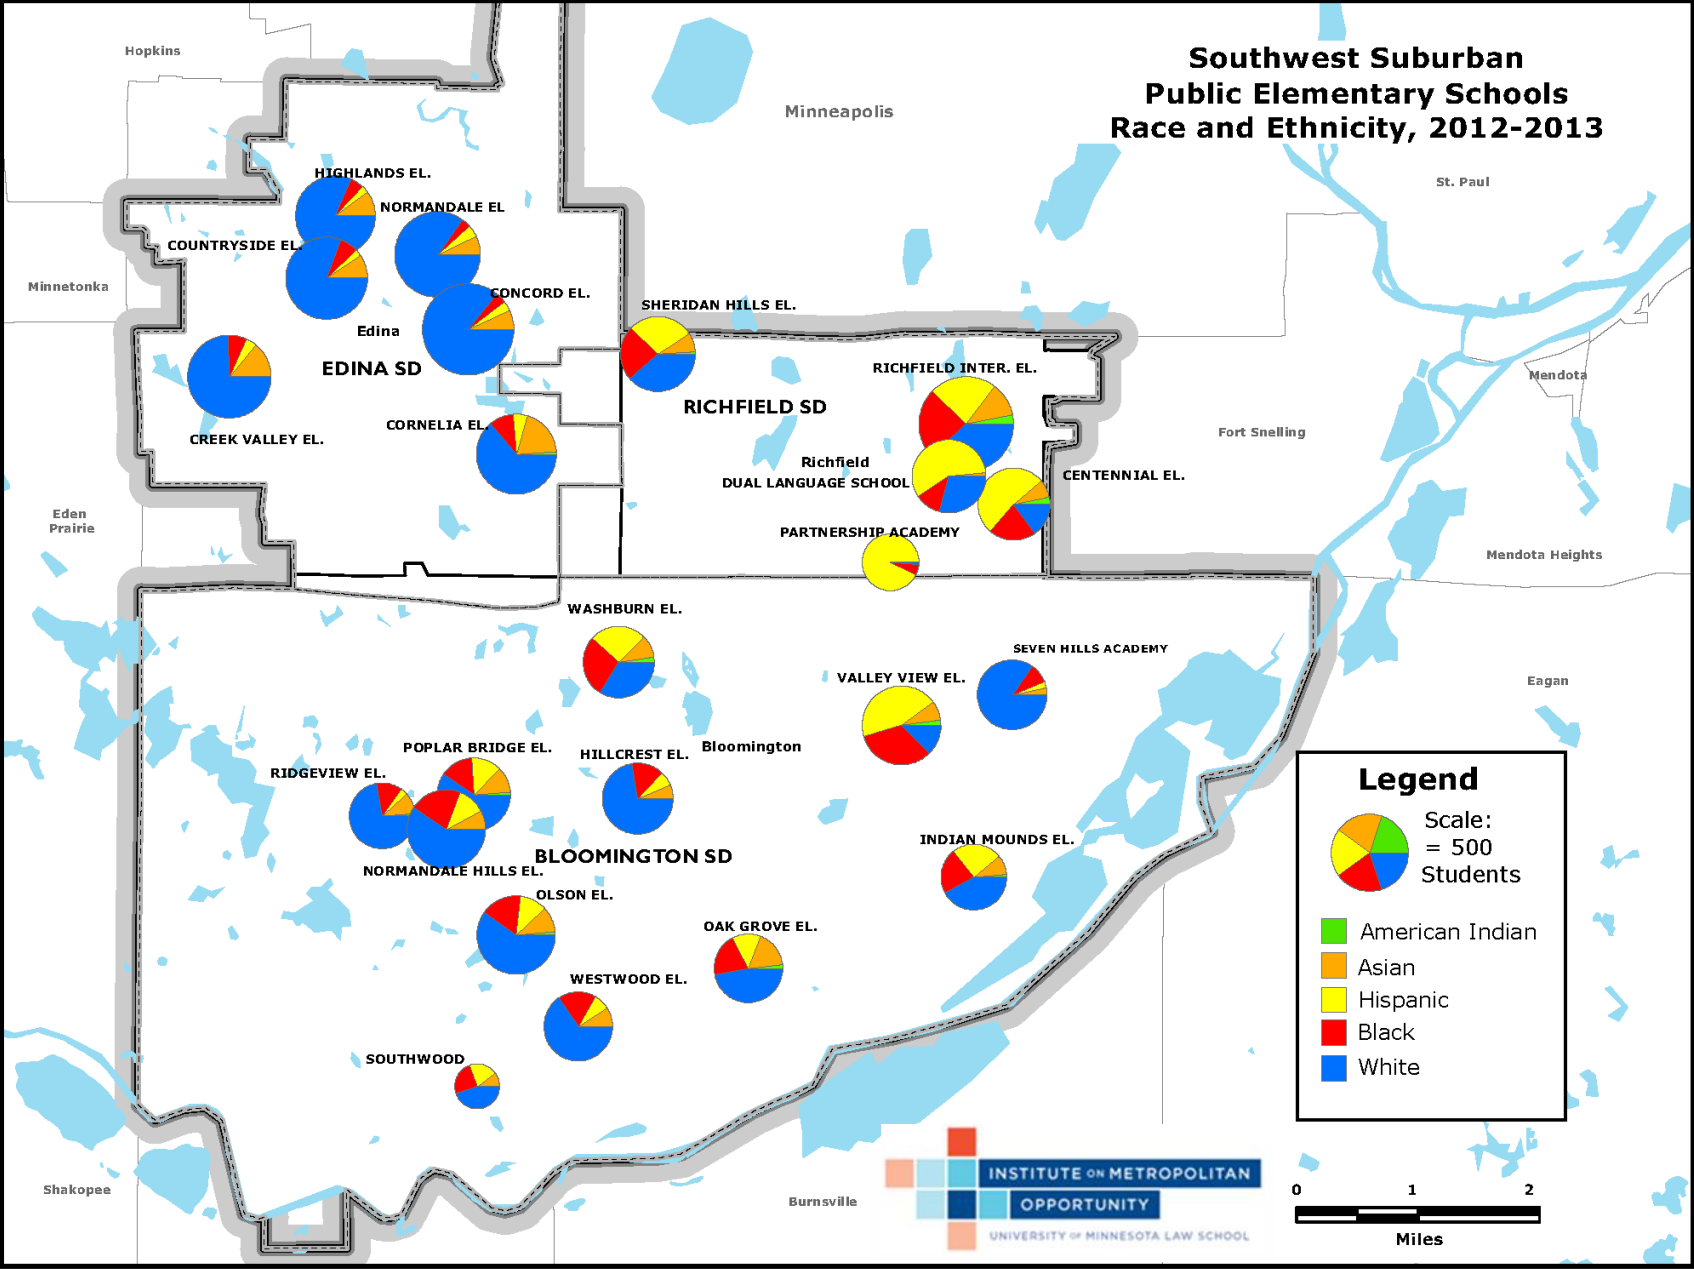 Southwest Suburban
Public Elementary Schools
Race and Ethnicity, 2012-2013
Hopkins
Minneapolis
St. Paul
HIGHLANDS EL.
NORMANDALE EL
COUNTRYSIDE EL.
Minnetonka
CONCORD EL.
SHERIDAN HILLS EL.
Edina
EDINA SD
RICHFIELD INTER. EL.
Mendota
RICHFIELD SD
CORNELIA EL.
CREEK VALLEY EL.
Fort Snelling
Richfield
DUAL LANGUAGE SCHOOL
CENTENNIAL EL.
Eden
Prairie
PARTNERSHIP ACADEMY
Mendota Heights
WASHBURN EL.
SEVEN HILLS ACADEMY
VALLEY VIEW EL.
Eagan
POPLAR BRIDGE EL.
HILLCREST EL.
Bloomington
RIDGEVIEW EL.
INDIAN MOUNDS EL.
BLOOMINGTON SD
NORMANDALE HILLS EL.
OLSON EL.
OAK GROVE EL.
WESTWOOD EL.
SOUTHWOOD
Legend
Scale:
= 500
Students
American Indian
Asian
Hispanic
Black
White
Shakopee
Burnsville
INSTITUTE ON METROPOLITAN
OPPORTUNITY
UNIVERSITY OF MINNESOTA LAW SCHOOL
0 1 2
Miles